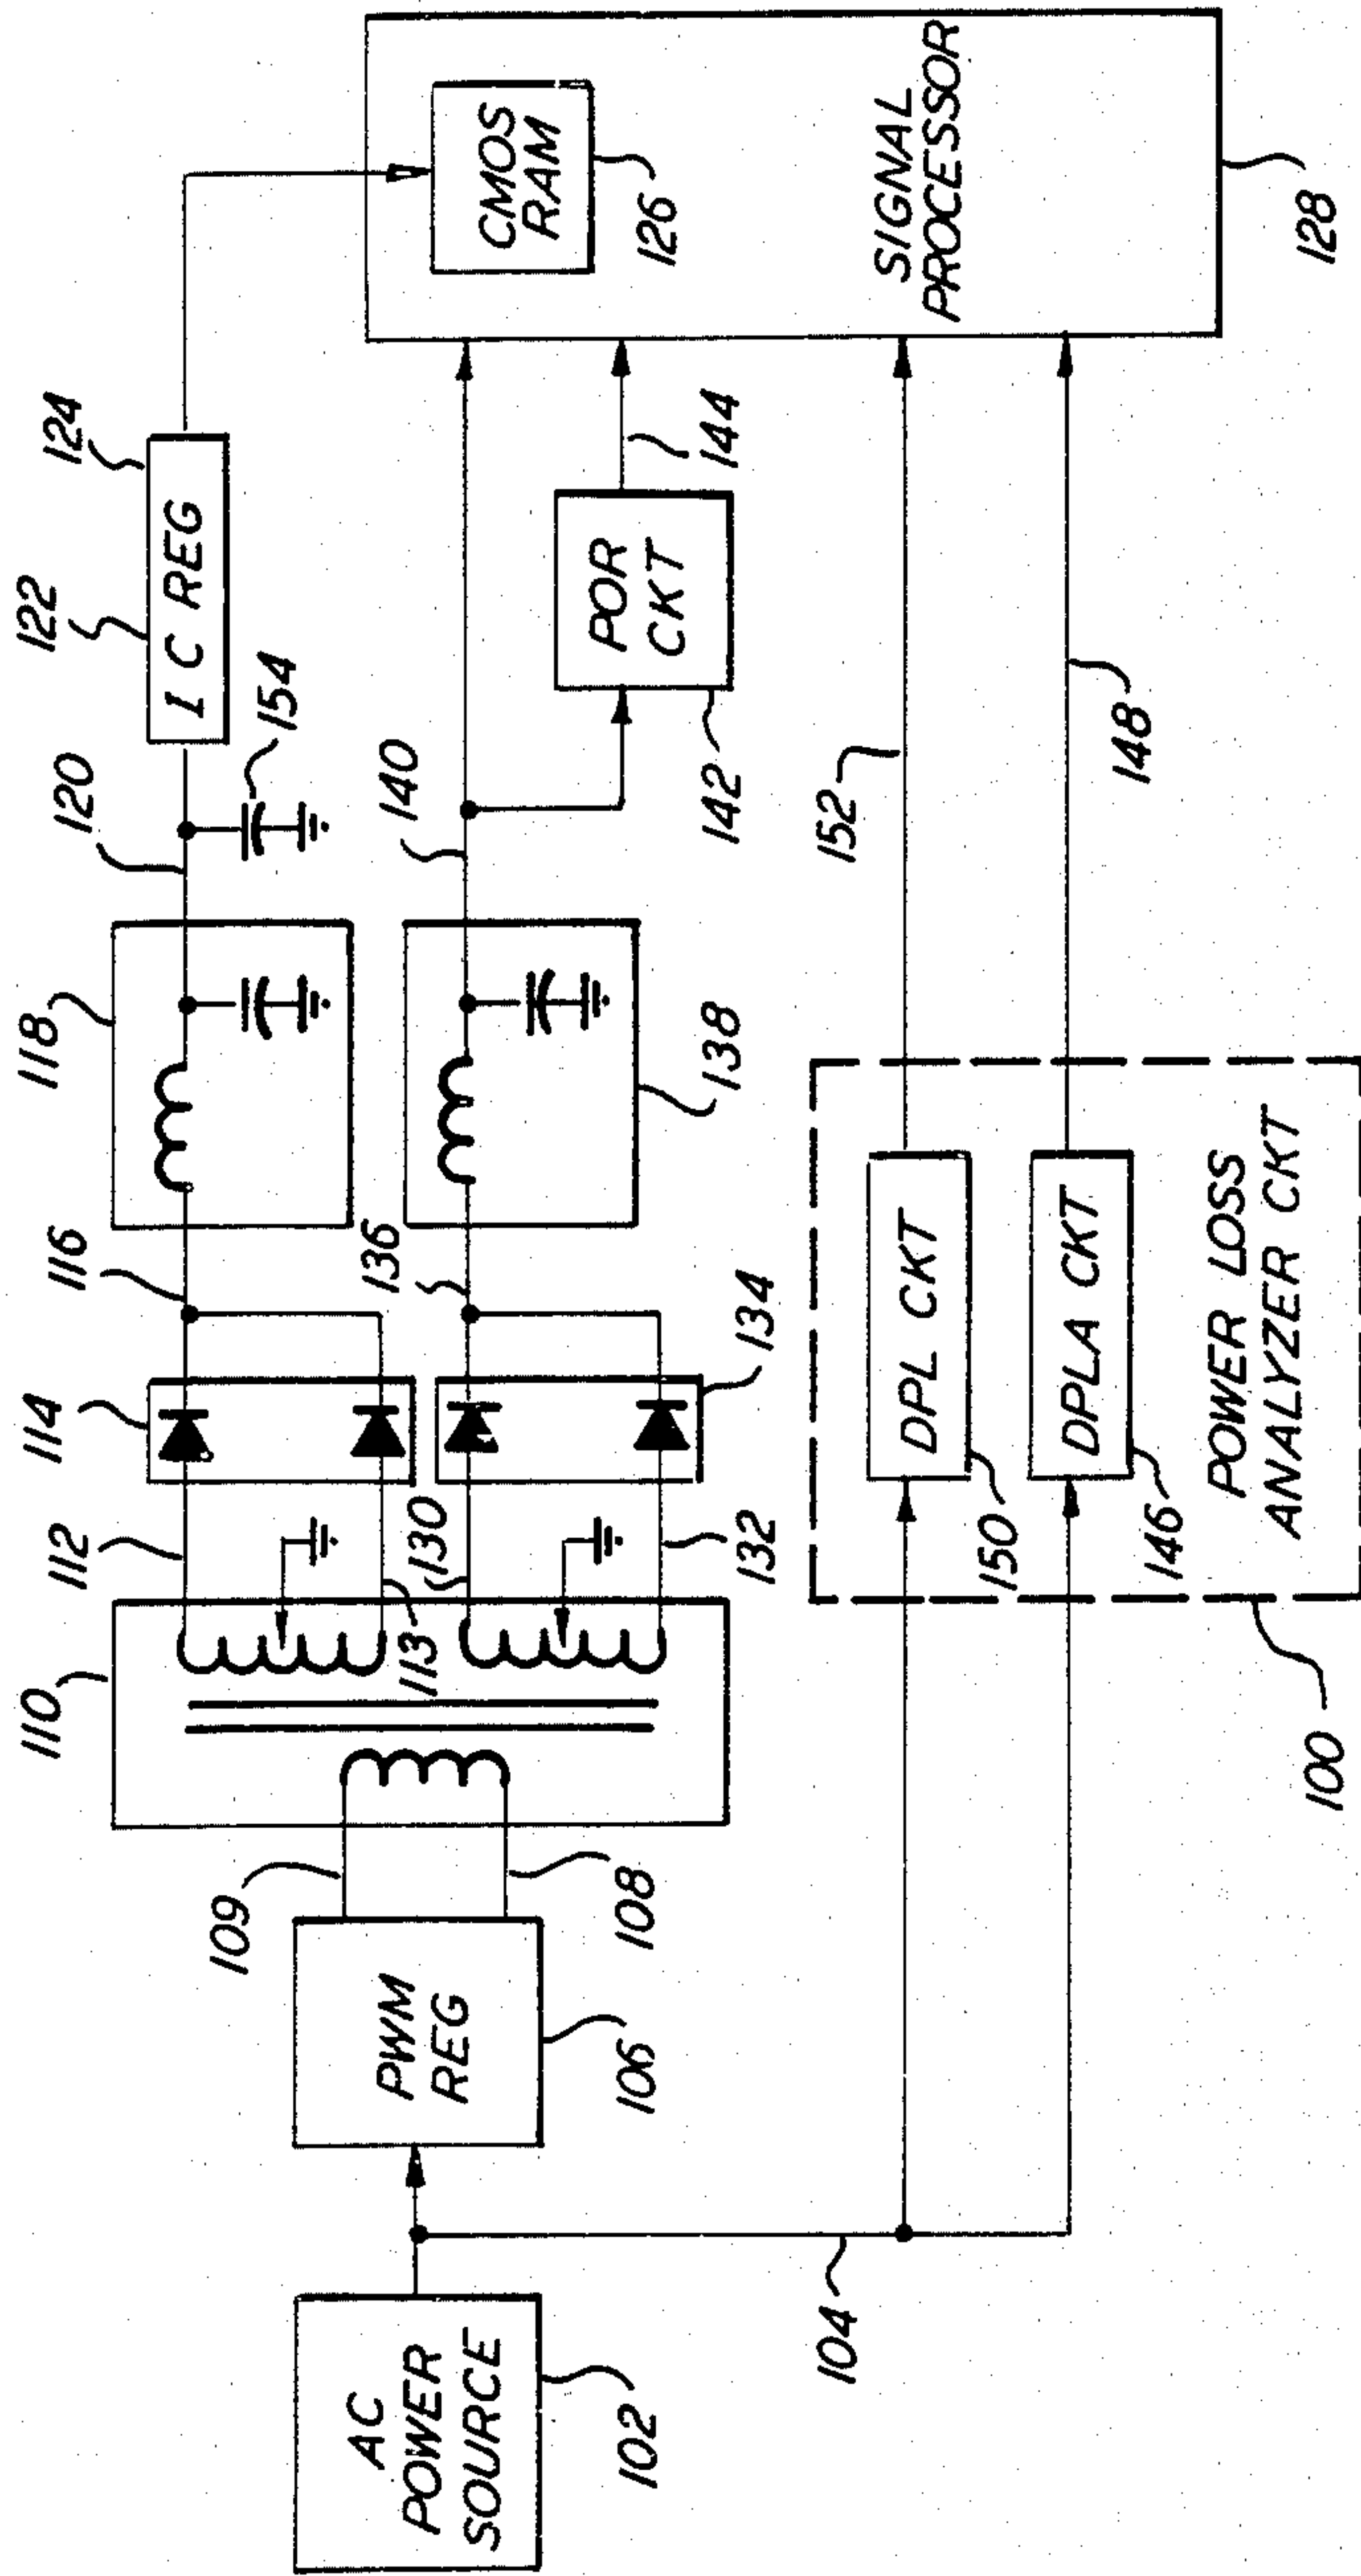 118
120
122
124
I C REG
154
110
112
114
116
CMOS
RAM
126
113
130
136
140
109
PWM
REG
106
108
132
134
138
POR
CKT
142
144
AC
POWER
SOURCE
102
104
152
148
DPL CKT
150
DPLA CKT
146
POWER LOSS
ANALYZER CKT
100
SIGNAL
PROCESSOR
128